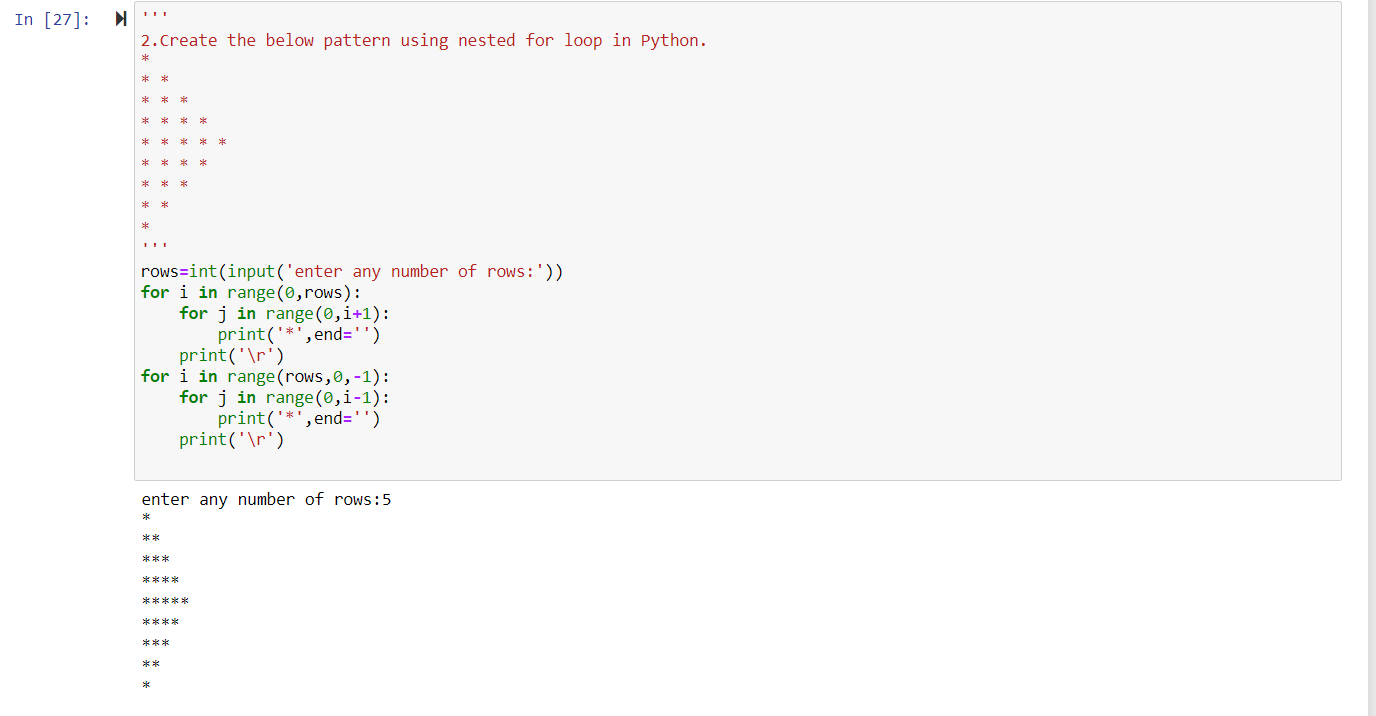 In [27]:
'''
2.Create the below pattern using nested for loop in Python.
*
* *
* * *
* * * *
* * * * *
* * * *
* * *
* *
*
'''
rows=int(input('enter any number of rows:'))
for i in range(0,rows):
    for j in range(0,i+1):
        print('*',end='')
    print('\r')
for i in range(rows,0,-1):
    for j in range(0,i-1):
        print('*',end='')
    print('\r')
enter any number of rows:5
*
**
***
****
*****
****
***
**
*